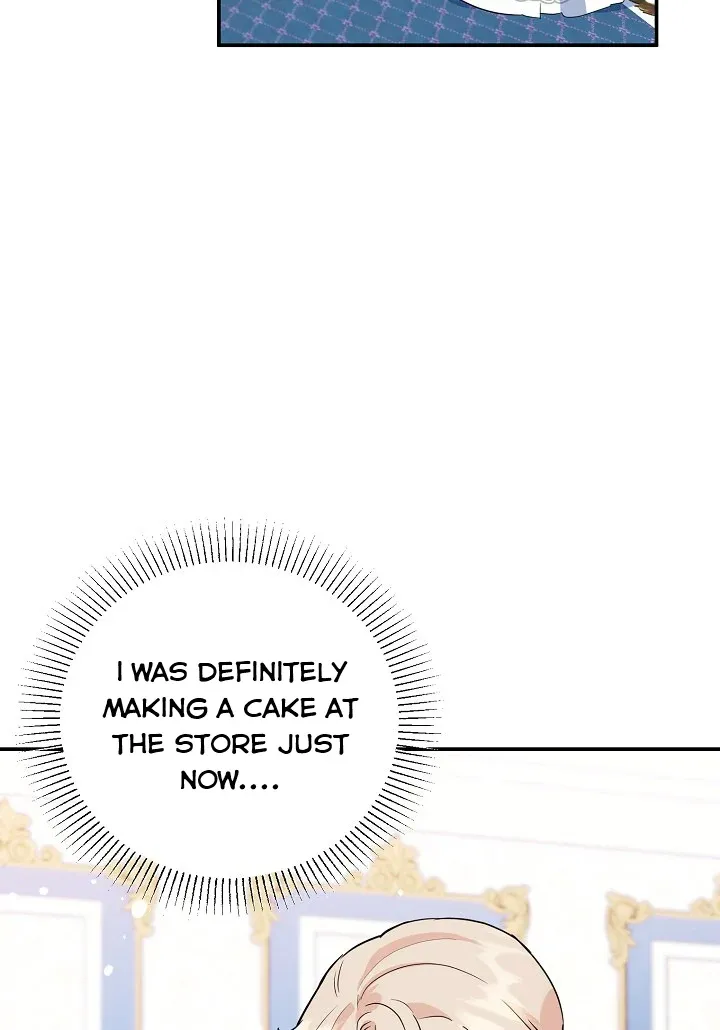 I WAS DEFINITELY
MAKING A CAKE AT
THE STORE JUST
NOW....